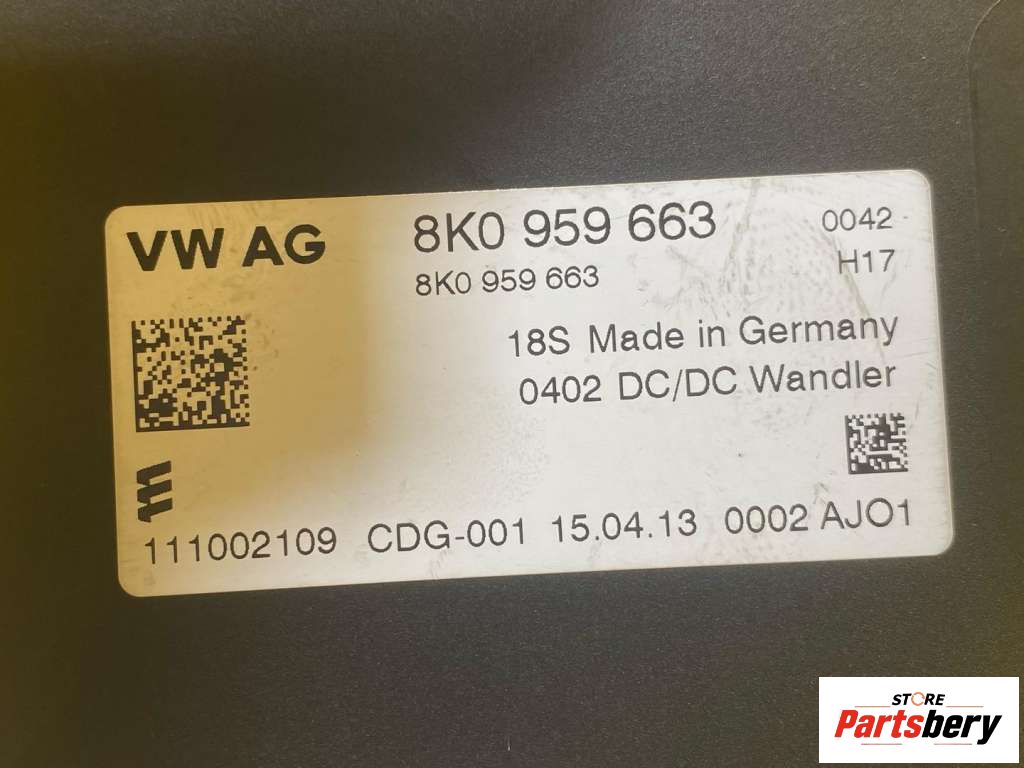 VW AG 8K0 959 663 0042
8K0 959 663 H17
18S Made in Germany
0402 DC/DC Wandler
111002109 CDG-001 15.04.13 0002 AJO1
STORE
Partsbery